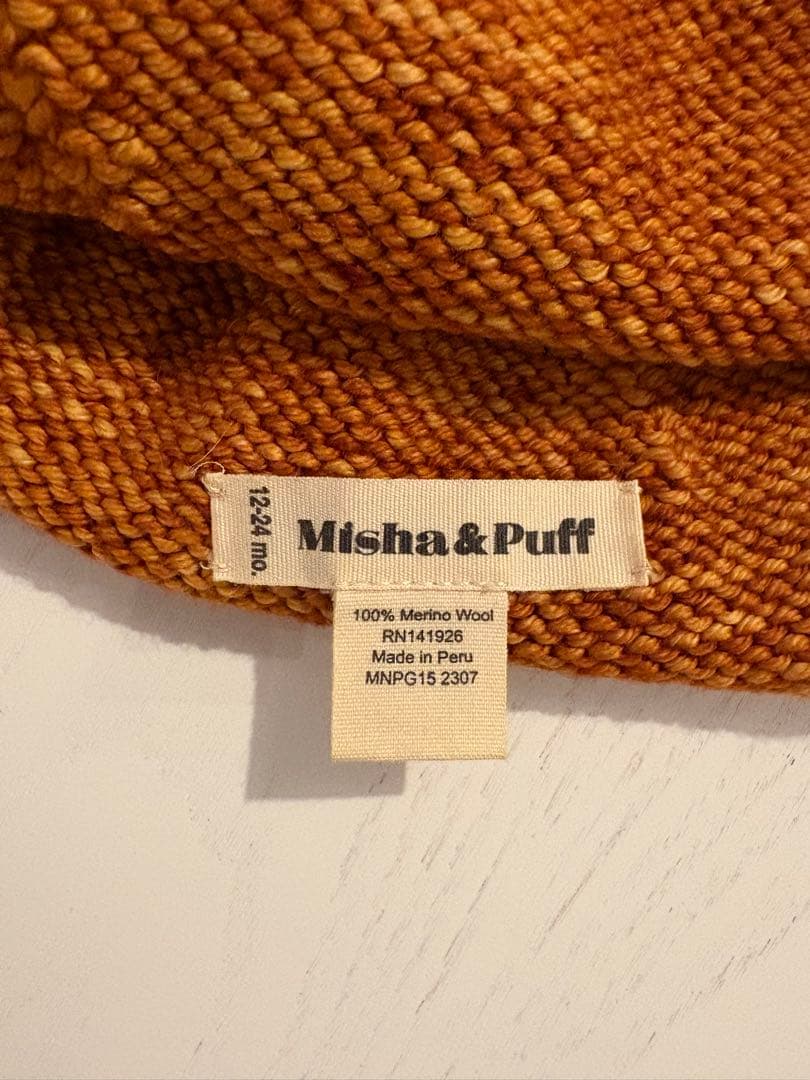 12-24 mo.
Misha & Puff
100% Merino Wool
RN141926
Made in Peru
MNPG15 2307